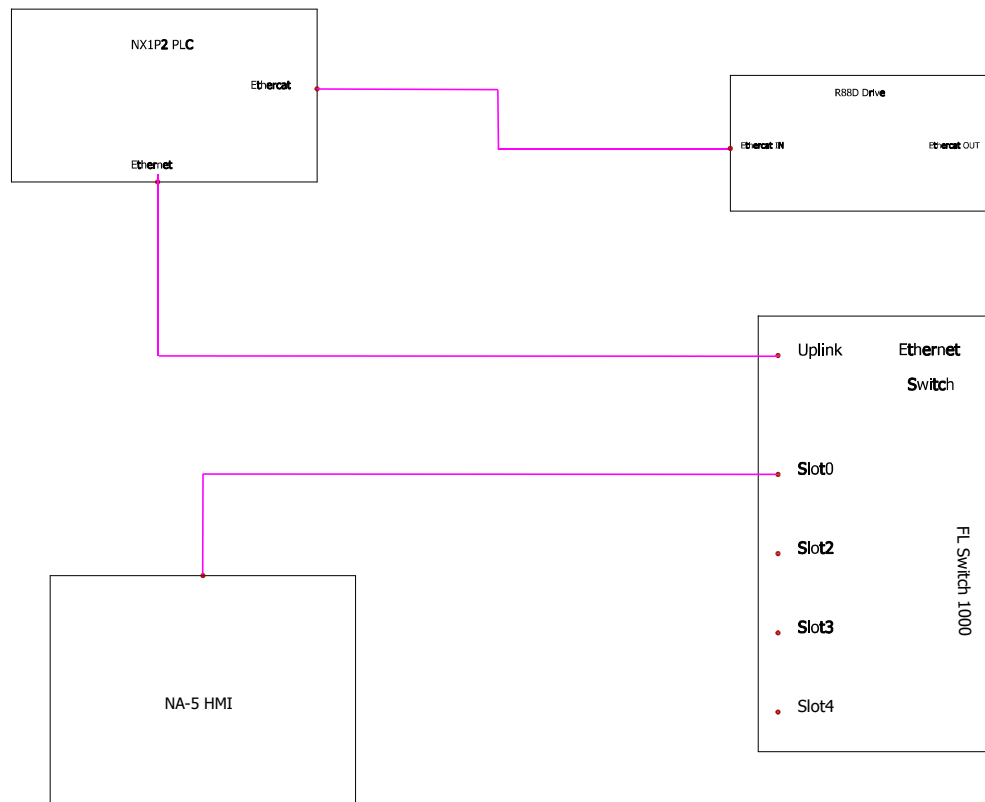 NX1P2 PLC
Ethercat
Ethernet
R88D Drive
Ethercat IN
Ethercat OUT
Uplink
Ethernet
Switch
Slot0
Slot2
Slot3
Slot4
FL Switch 1000
NA-5 HMI